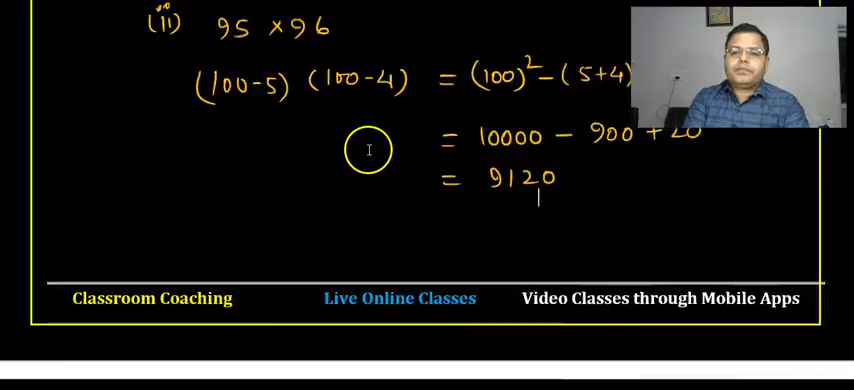 (ii) 95 × 96
(100-5) (100-4) = (100)² - (5+4)
= 10000 - 900 + 20
= 9120
Classroom Coaching Live Online Classes Video Classes through Mobile Apps